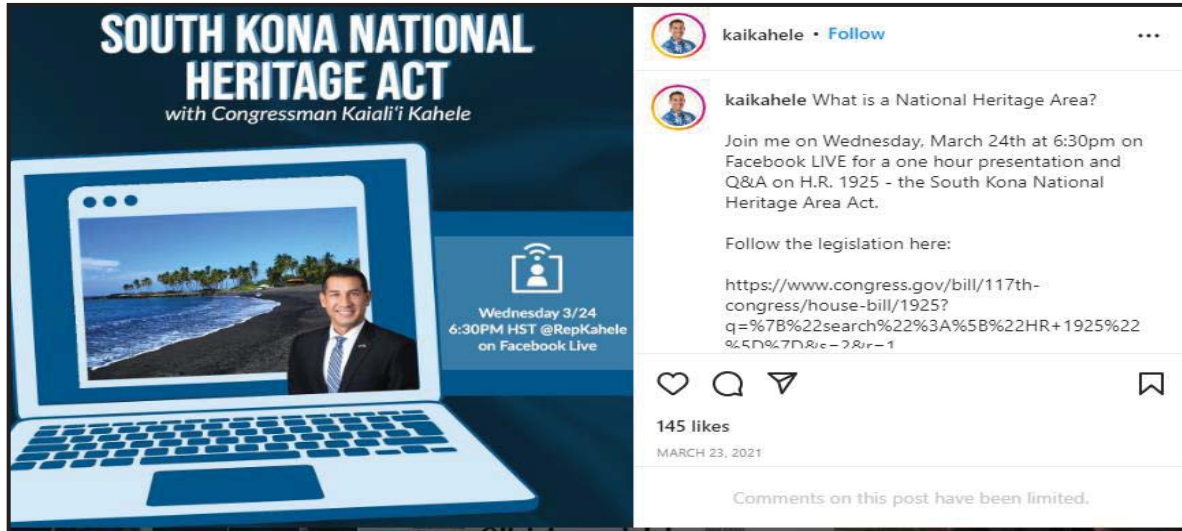 SOUTH KONA NATIONAL
HERITAGE ACT
with Congressman Kaiali'i Kahele
Wednesday 3/24
6:30PM HST @RepKahele
on Facebook Live
kaikahele • Follow
kaikahele What is a National Heritage Area?
Join me on Wednesday, March 24th at 6:30pm on
Facebook LIVE for a one hour presentation and
Q&A on H.R. 1925 - the South Kona National
Heritage Area Act.
Follow the legislation here:
https://www.congress.gov/bill/117th-
congress/house-bill/1925?
q=%7B%22search%22%3A%5B%22HR+1925%22
%5D%7D&s=2&r=1
145 likes
MARCH 23, 2021
Comments on this post have been limited.